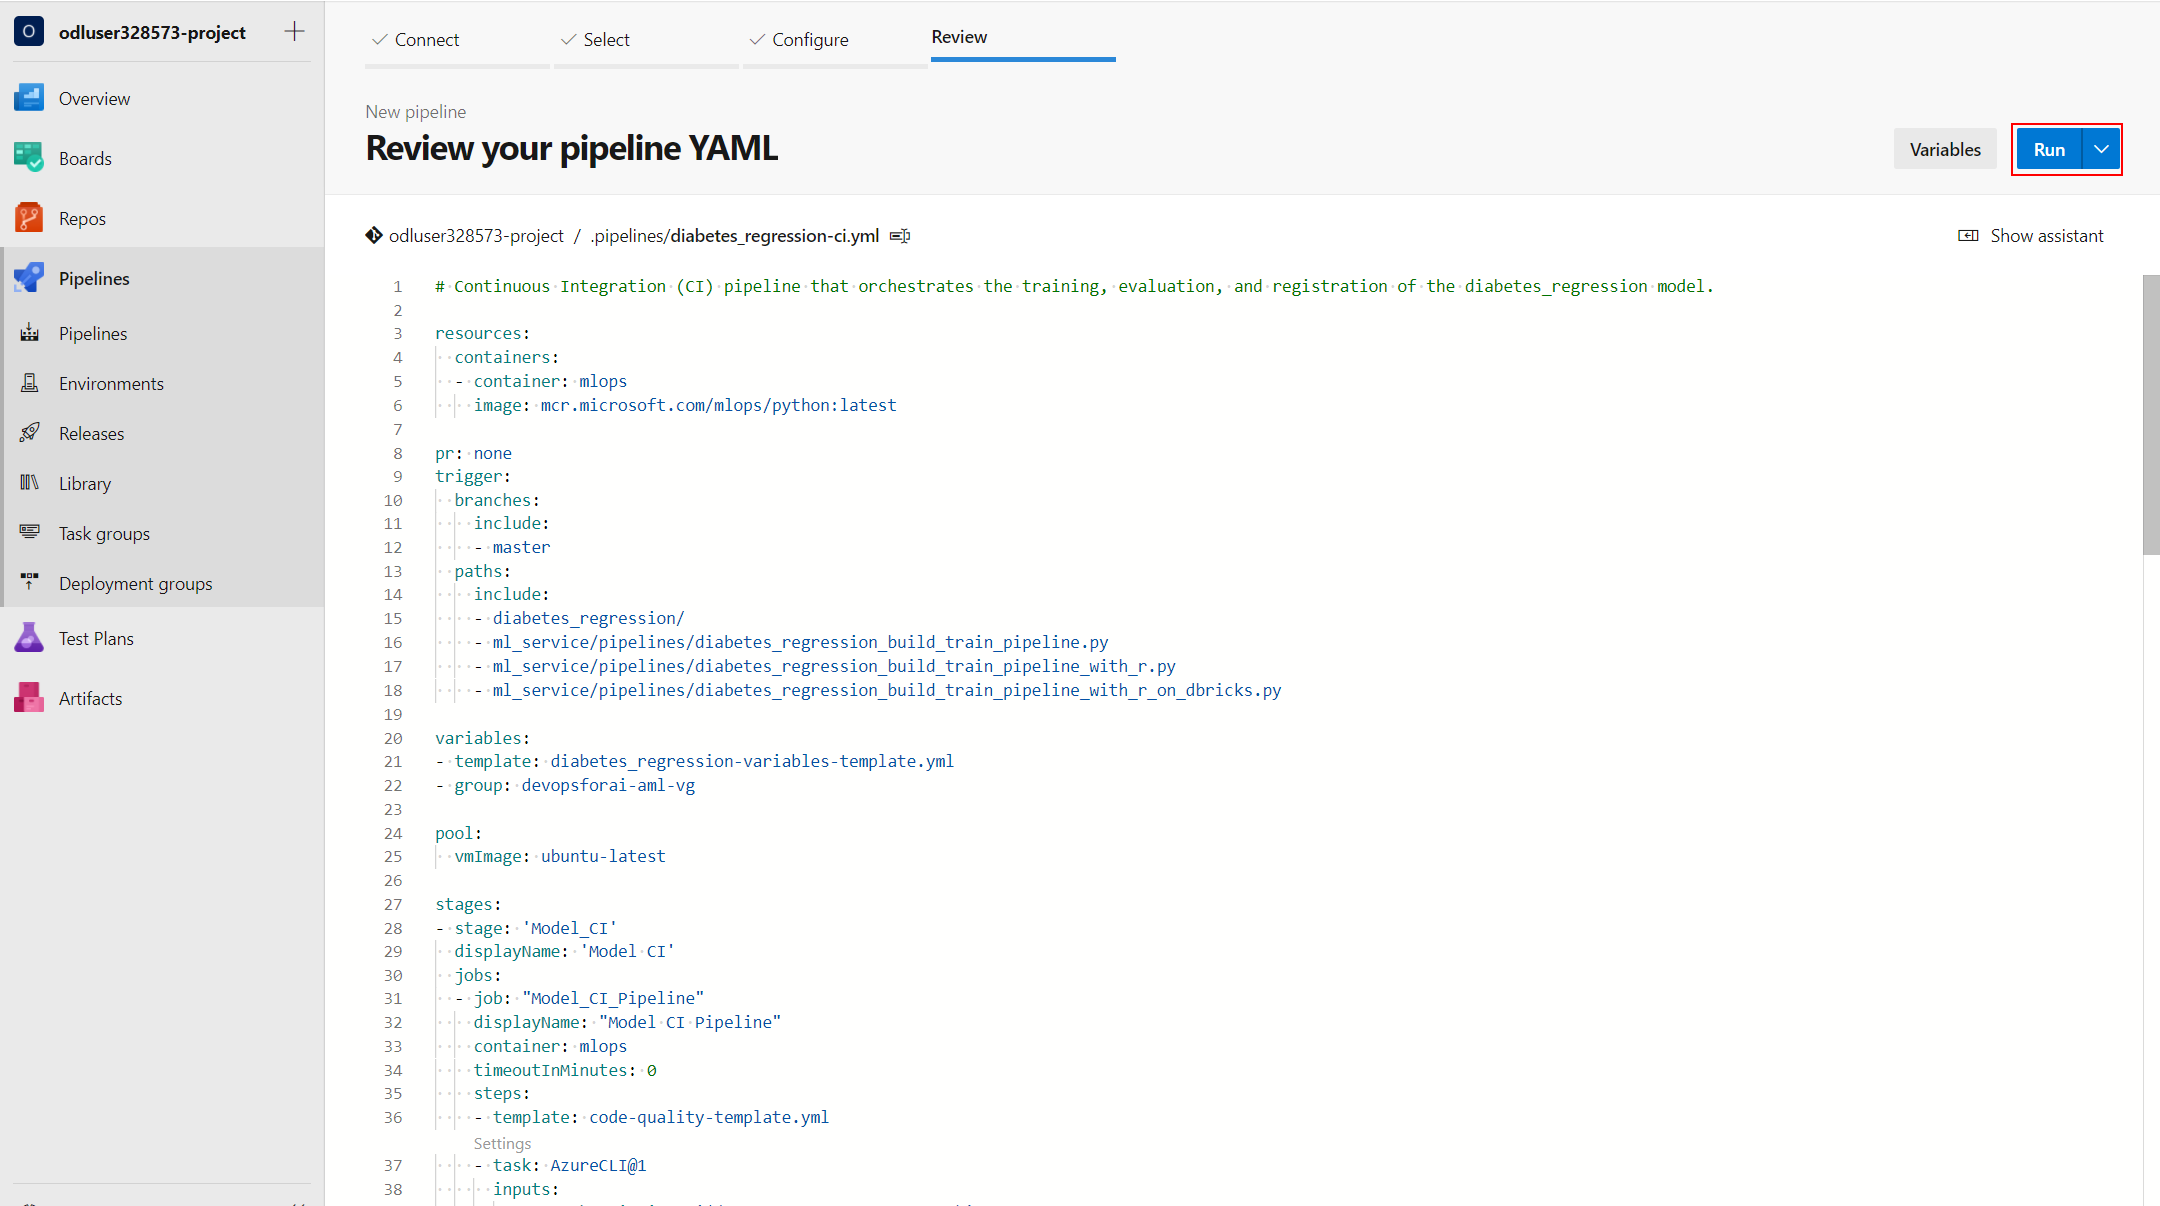 O odluser328573-project
Overview
Boards
Repos
Pipelines
Pipelines
Environments
Releases
Library
Task groups
Deployment groups
Test Plans
Artifacts
Connect
Select
Configure
Review
New pipeline
Review your pipeline YAML
Variables
Run
odluser328573-project / .pipelines/diabetes_regression-ci.yml
Show assistant
1 # Continuous Integration (CI) pipeline that orchestrates the training, evaluation, and registration of the diabetes_regression model.
2
3 resources:
4   containers:
5   - container: mlops
6     image: mcr.microsoft.com/mlops/python:latest
7
8 pr: none
9 trigger:
10   branches:
11     include:
12     - master
13   paths:
14     include:
15     - diabetes_regression/
16     - ml_service/pipelines/diabetes_regression_build_train_pipeline.py
17     - ml_service/pipelines/diabetes_regression_build_train_pipeline_with_r.py
18     - ml_service/pipelines/diabetes_regression_build_train_pipeline_with_r_on_dbricks.py
19
20 variables:
21 - template: diabetes_regression-variables-template.yml
22 - group: devopsforai-aml-vg
23
24 pool:
25   vmImage: ubuntu-latest
26
27 stages:
28 - stage: 'Model_CI'
29   displayName: 'Model CI'
30   jobs:
31   - job: "Model_CI_Pipeline"
32     displayName: "Model CI Pipeline"
33     container: mlops
34     timeoutInMinutes: 0
35     steps:
36     - template: code-quality-template.yml
Settings
37     - task: AzureCLI@1
38       inputs: